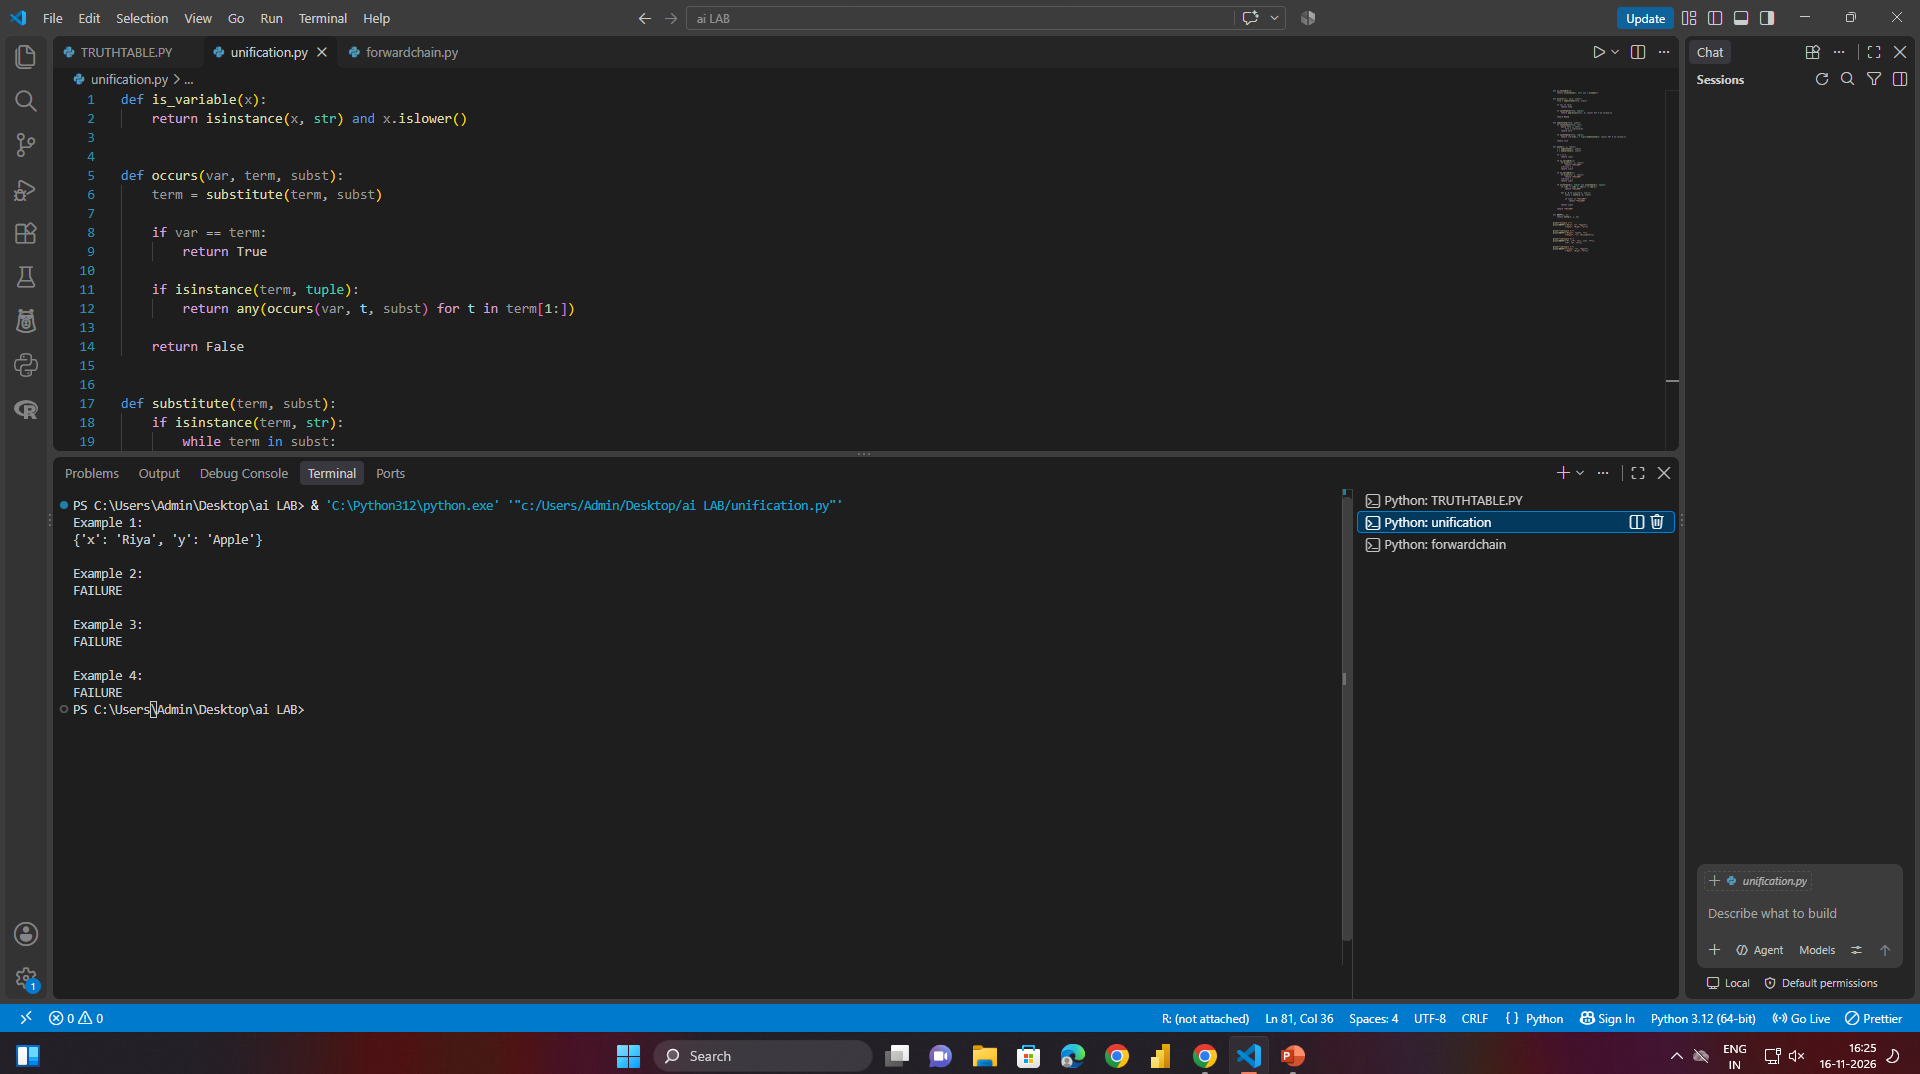 File Edit Selection View Go Run Terminal Help
ai LAB
Update
TRUTHTABLE.PY
unification.py
forwardchain.py
unification.py > ...
1 def is_variable(x):
2 return isinstance(x, str) and x.islower()
3
4
5 def occurs(var, term, subst):
6 term = substitute(term, subst)
7
8 if var == term:
9 return True
10
11 if isinstance(term, tuple):
12 return any(occurs(var, t, subst) for t in term[1:])
13
14 return False
15
16
17 def substitute(term, subst):
18 if isinstance(term, str):
19 while term in subst:
Problems Output Debug Console Terminal Ports
PS C:\Users\Admin\Desktop\ai LAB> & 'C:\Python312\python.exe' '"c:/Users/Admin/Desktop/ai LAB/unification.py"'
Example 1:
{'x': 'Riya', 'y': 'Apple'}
Example 2:
FAILURE
Example 3:
FAILURE
Example 4:
FAILURE
PS C:\Users\Admin\Desktop\ai LAB>
Python: TRUTHTABLE.PY
Python: unification
Python: forwardchain
Chat
Sessions
unification.py
Describe what to build
Agent Models
Local Default permissions
1
0 0
R: (not attached) Ln 81, Col 36 Spaces: 4 UTF-8 CRLF { } Python Sign In Python 3.12 (64-bit) Go Live Prettier
Search
ENG
IN
16:25
16-11-2026